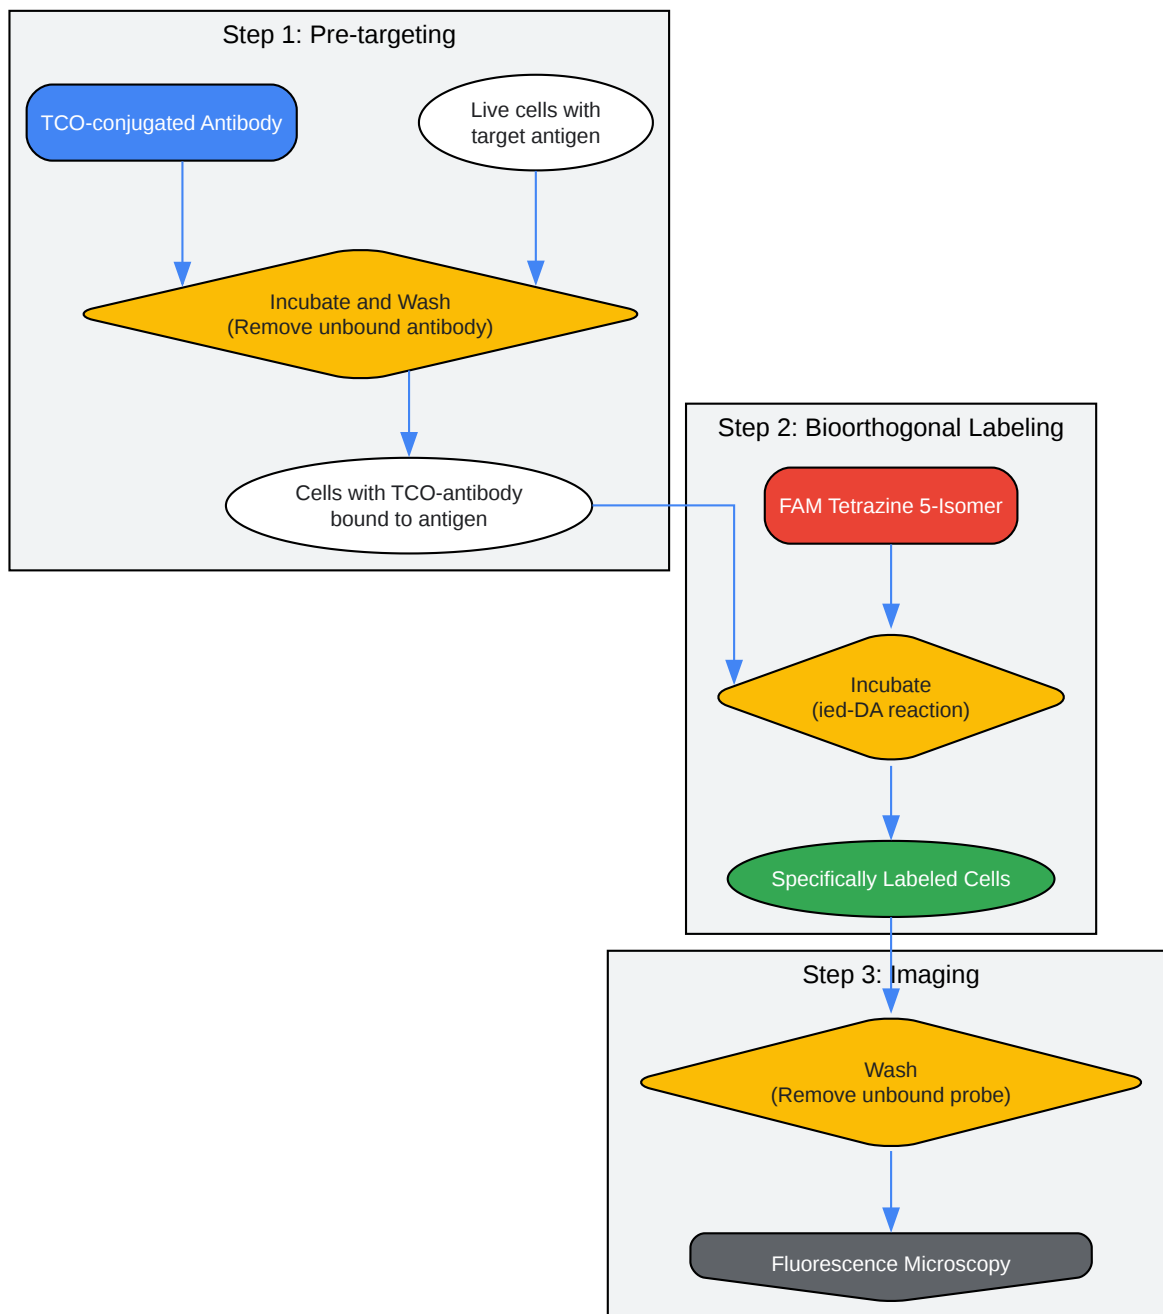 Step 1: Pre-targeting
TCO-conjugated Antibody
Live cells with
target antigen
Incubate and Wash
(Remove unbound antibody)
Cells with TCO-antibody
bound to antigen
Step 2: Bioorthogonal Labeling
FAM Tetrazine 5-Isomer
Incubate
(ied-DA reaction)
Specifically Labeled Cells
Step 3: Imaging
Wash
(Remove unbound probe)
Fluorescence Microscopy